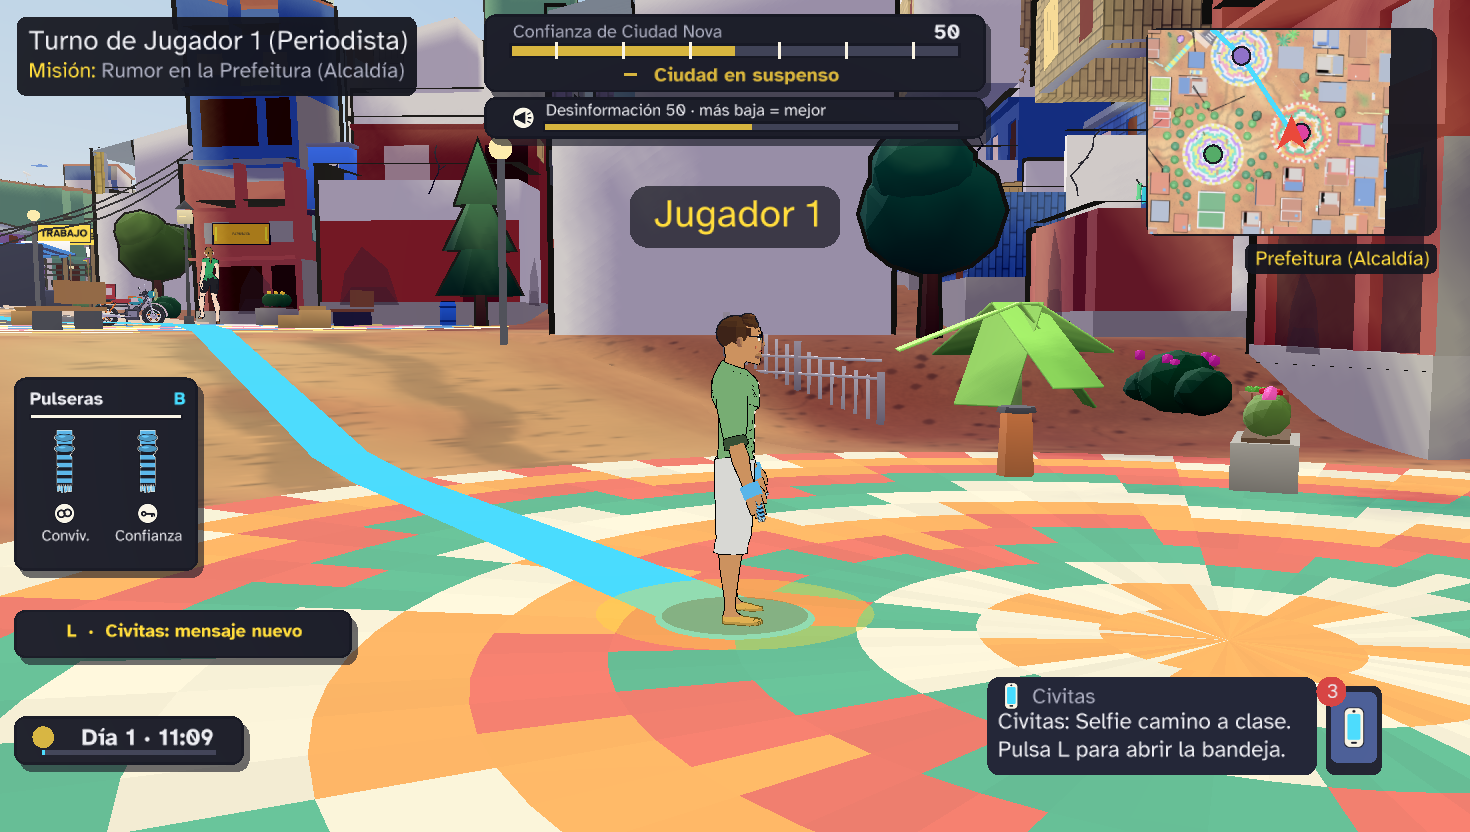 Turno de Jugador 1 (Periodista)
Misión: Rumor en la Prefeitura (Alcaldía)
Confianza de Ciudad Nova 50
– Ciudad en suspenso
Desinformación 50 · más baja = mejor
Jugador 1
Prefeitura (Alcaldía)
TRABAJO
Pulseras B
Conviv. Confianza
L · Civitas: mensaje nuevo
Día 1 · 11:09
Civitas
3
Civitas: Selfie camino a clase.
Pulsa L para abrir la bandeja.